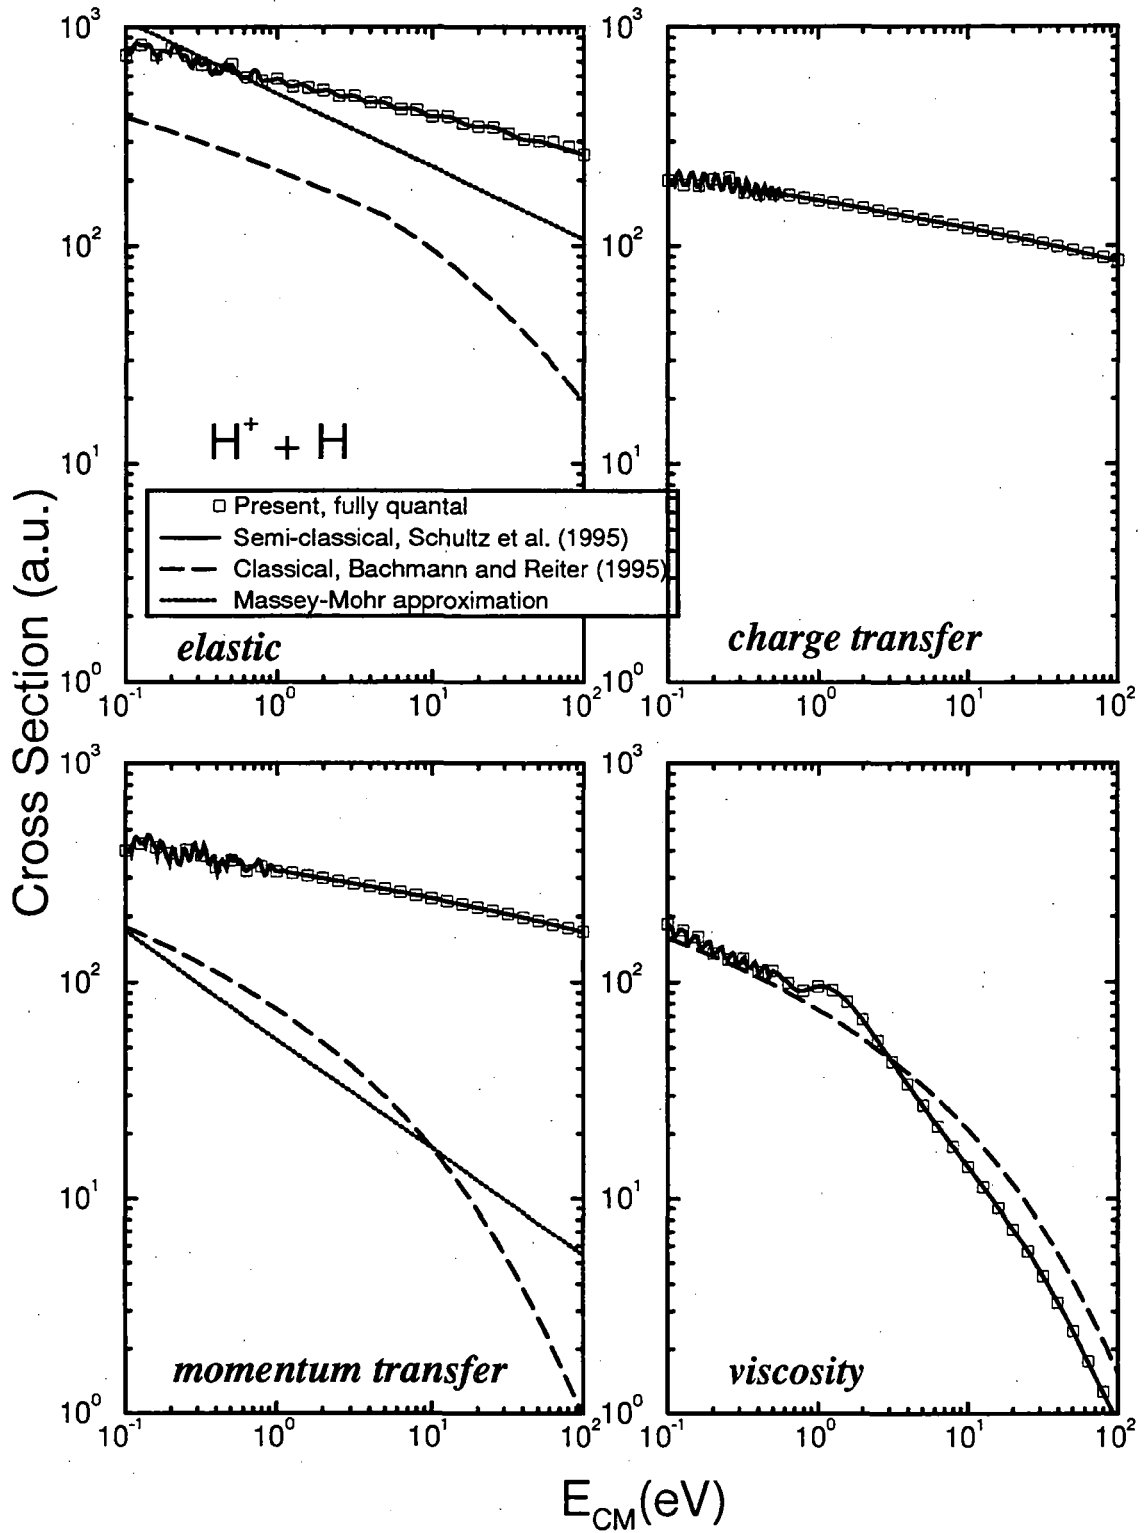 Cross Section (a.u.)
10³
10²
10¹
10⁰
H⁺ + H
Present, fully quantal
Semi-classical, Schultz et al. (1995)
Classical, Bachmann and Reiter (1995)
Massey-Mohr approximation
elastic
10⁻¹ 10⁰ 10¹ 10²
10³
10²
10¹
10⁰
charge transfer
10⁻¹ 10⁰ 10¹ 10²
10³
10²
10¹
10⁰
momentum transfer
10⁻¹ 10⁰ 10¹ 10²
10³
10²
10¹
10⁰
viscosity
10⁻¹ 10⁰ 10¹ 10²
E_CM(eV)